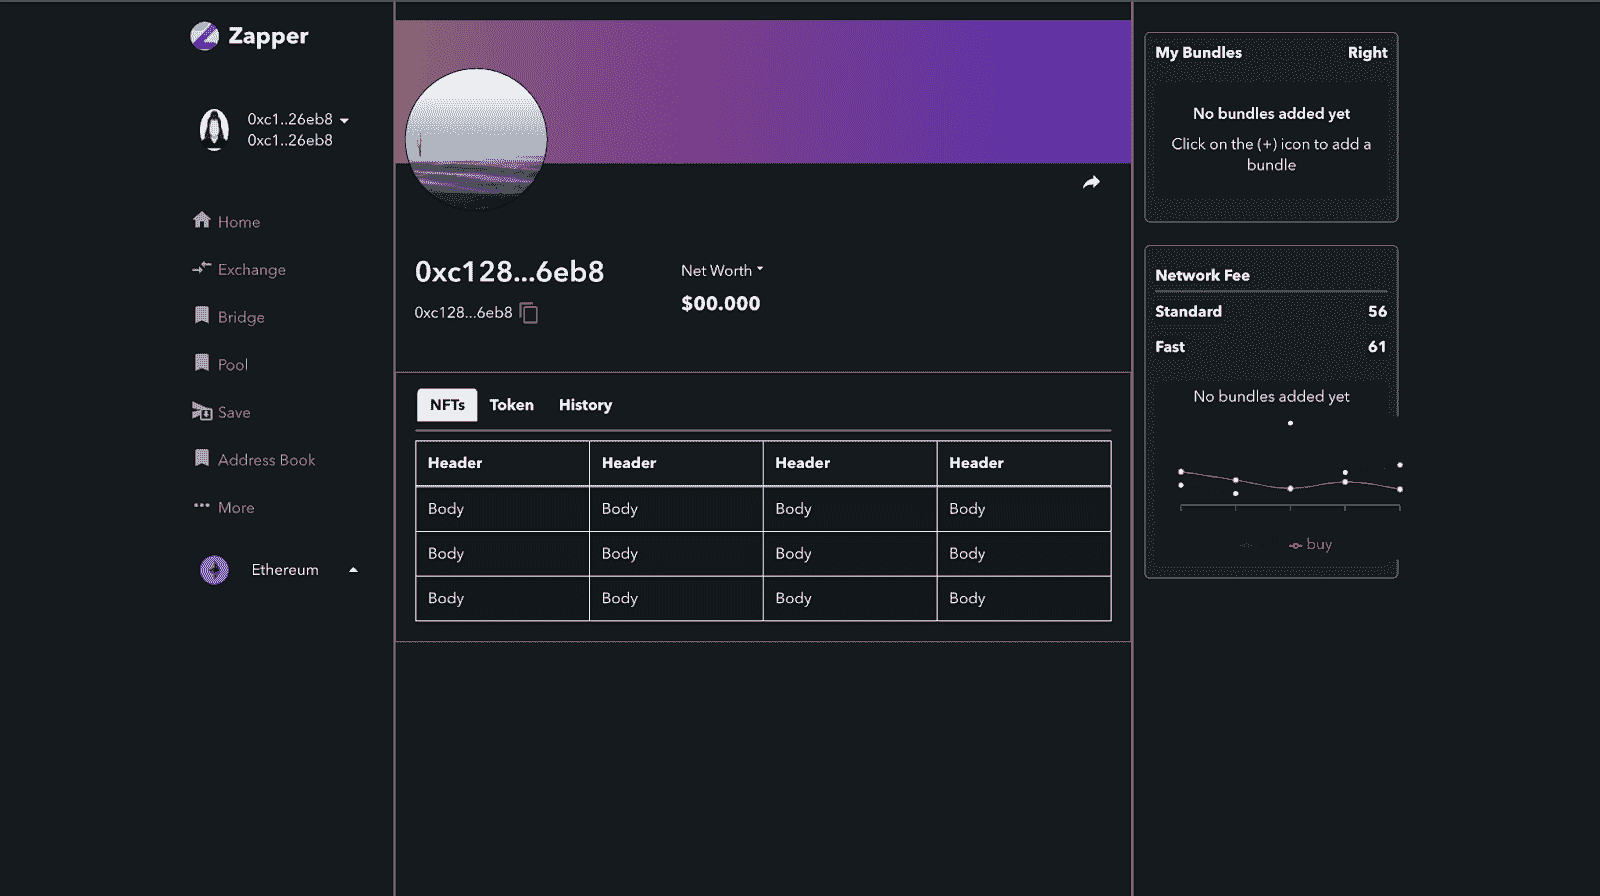 Zapper
0xc1..26eb8
0xc1..26eb8
Home
Exchange
Bridge
Pool
Save
Address Book
More
Ethereum
0xc128...6eb8
0xc128...6eb8
Net Worth
$00.000
NFTs Token History
Header Header Header Header
Body Body Body Body
Body Body Body Body
Body Body Body Body
My Bundles Right
No bundles added yet
Click on the (+) icon to add a
bundle
Network Fee
Standard 56
Fast 61
No bundles added yet
buy